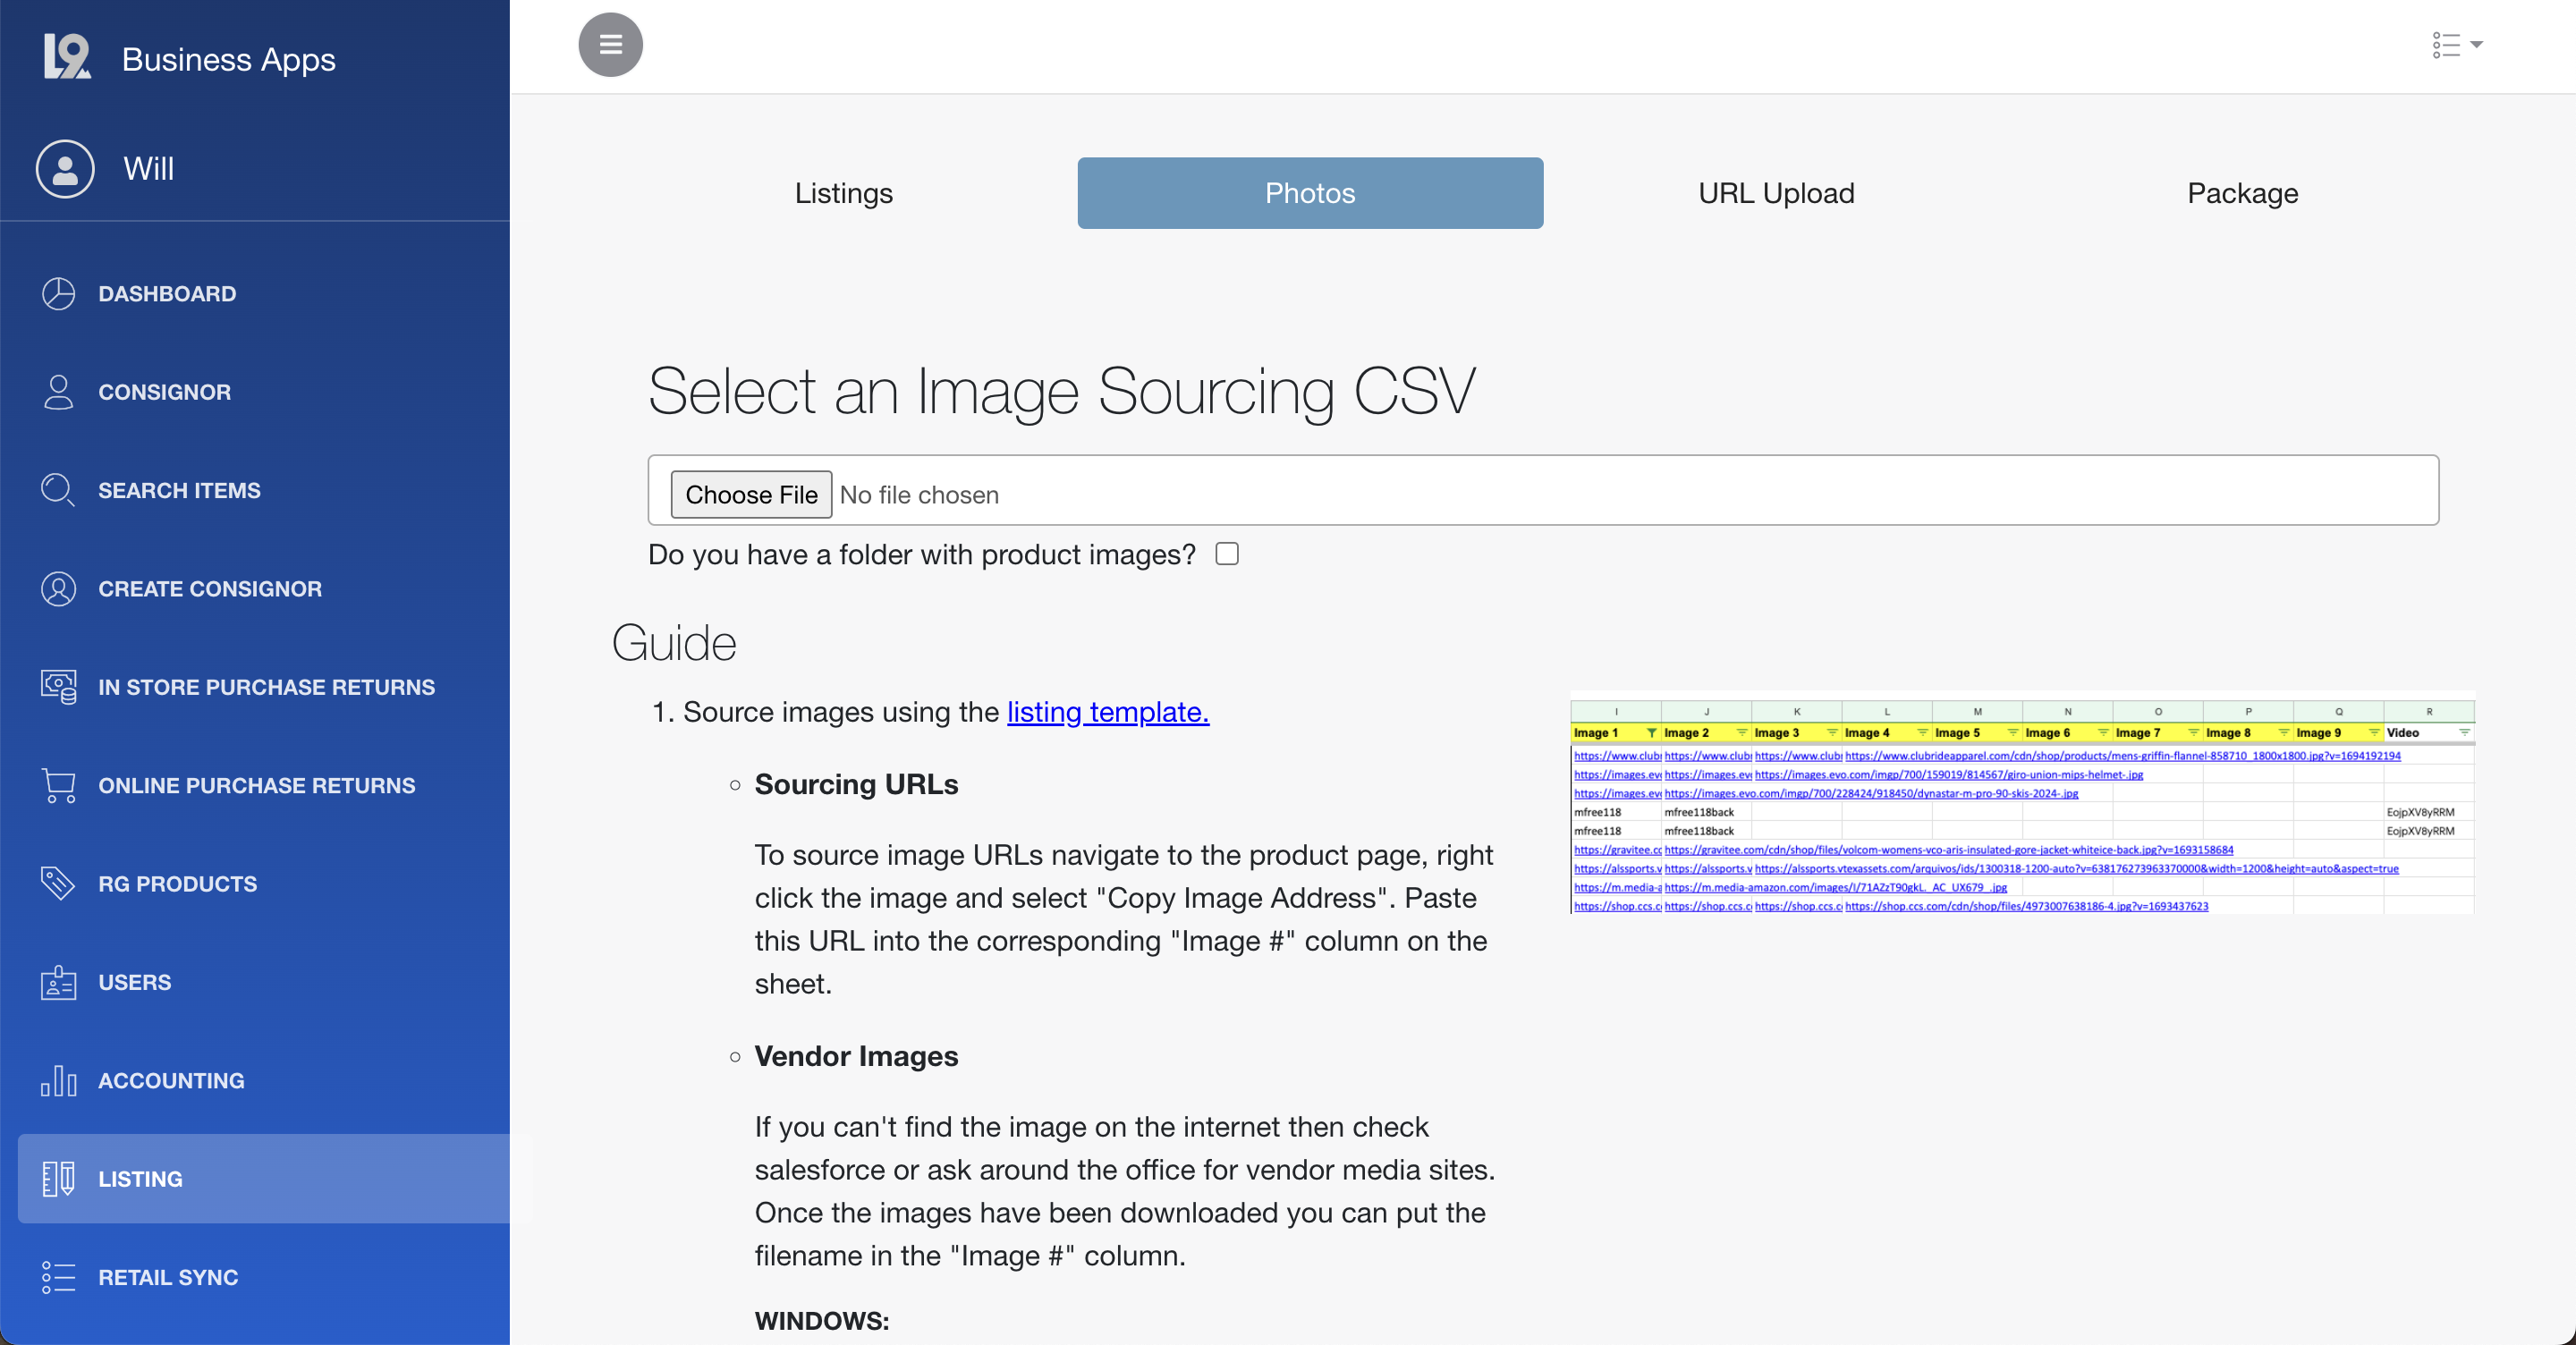 L9 Business Apps
Will
DASHBOARD
CONSIGNOR
SEARCH ITEMS
CREATE CONSIGNOR
IN STORE PURCHASE RETURNS
ONLINE PURCHASE RETURNS
RG PRODUCTS
USERS
ACCOUNTING
LISTING
RETAIL SYNC
Listings Photos URL Upload Package
Select an Image Sourcing CSV
Choose File No file chosen
Do you have a folder with product images?
Guide
1. Source images using the listing template.
Sourcing URLs
To source image URLs navigate to the product page, right
click the image and select "Copy Image Address". Paste
this URL into the corresponding "Image #" column on the
sheet.
Vendor Images
If you can't find the image on the internet then check
salesforce or ask around the office for vendor media sites.
Once the images have been downloaded you can put the
filename in the "Image #" column.
WINDOWS:
I J K L M N O P Q R
Image 1 Image 2 Image 3 Image 4 Image 5 Image 6 Image 7 Image 8 Image 9 Video
https://www.clubr https://www.clubr https://www.clubr https://www.clubrideapparel.com/cdn/shop/products/mens-griffin-flannel-858710_1800x1800.jpg?v=1694192194
https://images.evo https://images.evo https://images.evo.com/imgp/700/159019/814567/giro-union-mips-helmet-.jpg
https://images.evo https://images.evo.com/imgp/700/228424/918450/dynastar-m-pro-90-skis-2024-.jpg
mfree118 mfree118back EojpXV8yRRM
mfree118 mfree118back EojpXV8yRRM
https://gravitee.co https://gravitee.com/cdn/shop/files/volcom-womens-vco-aris-insulated-gore-jacket-whiteice-back.jpg?v=1693158684
https://alssports.v https://alssports.vtexassets.com/arquivos/ids/1300318-1200-auto?v=638176273963370000&width=1200&height=auto&aspect=true
https://m.media-a https://m.media-amazon.com/images/I/71AZzT90gkL._AC_UX679_.jpg
https://shop.ccs.c https://shop.ccs.c https://shop.ccs.c https://shop.ccs.com/cdn/shop/files/4973007638186-4.jpg?v=1693437623